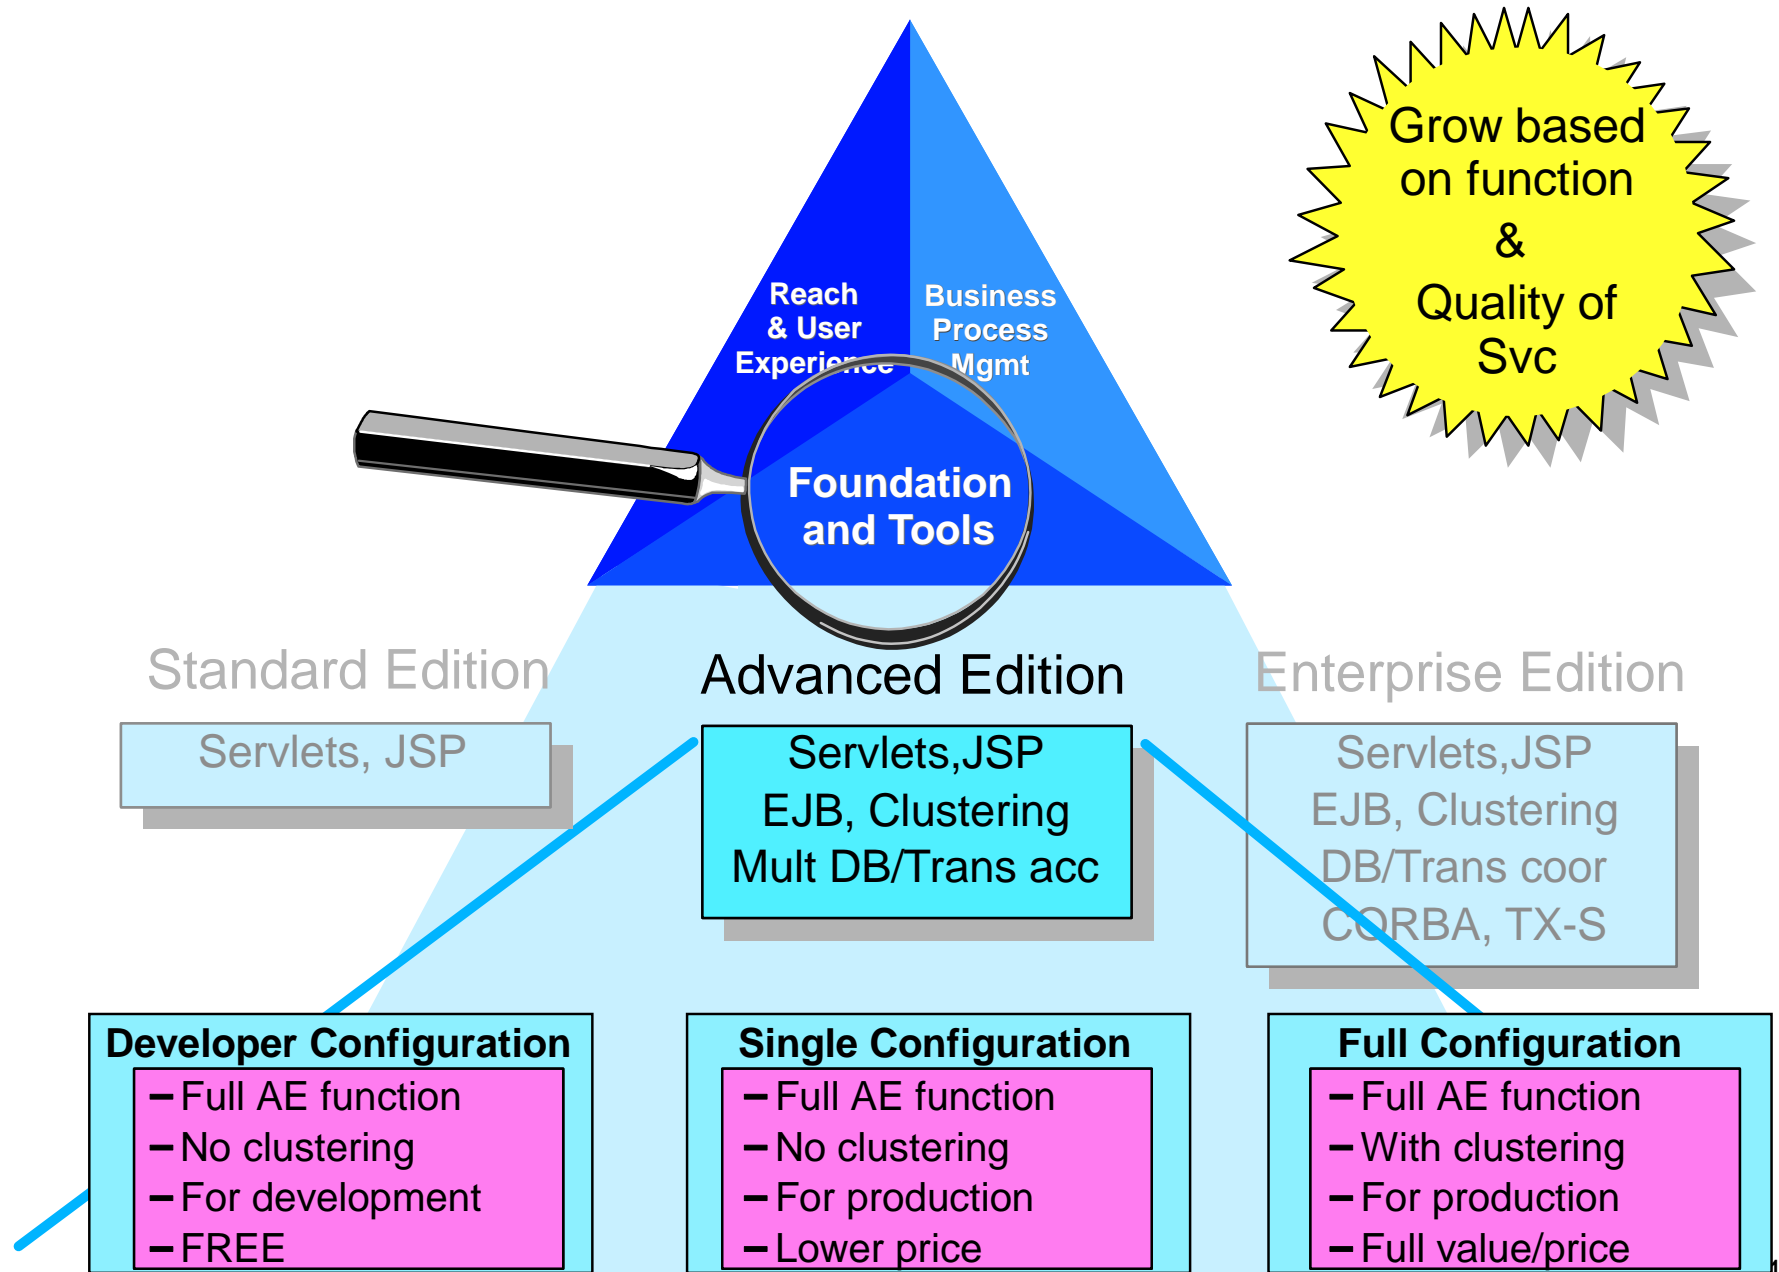 Grow based
on function
&
Quality of
Svc
Reach
& User
Experience
Business
Process
Mgmt
Foundation
and Tools
Standard Edition
Servlets, JSP
Advanced Edition
Servlets,JSP
EJB, Clustering
Mult DB/Trans acc
Enterprise Edition
Servlets,JSP
EJB, Clustering
DB/Trans coor
CORBA, TX-S
Developer Configuration
– Full AE function
– No clustering
– For development
– FREE
Single Configuration
– Full AE function
– No clustering
– For production
– Lower price
Full Configuration
– Full AE function
– With clustering
– For production
– Full value/price